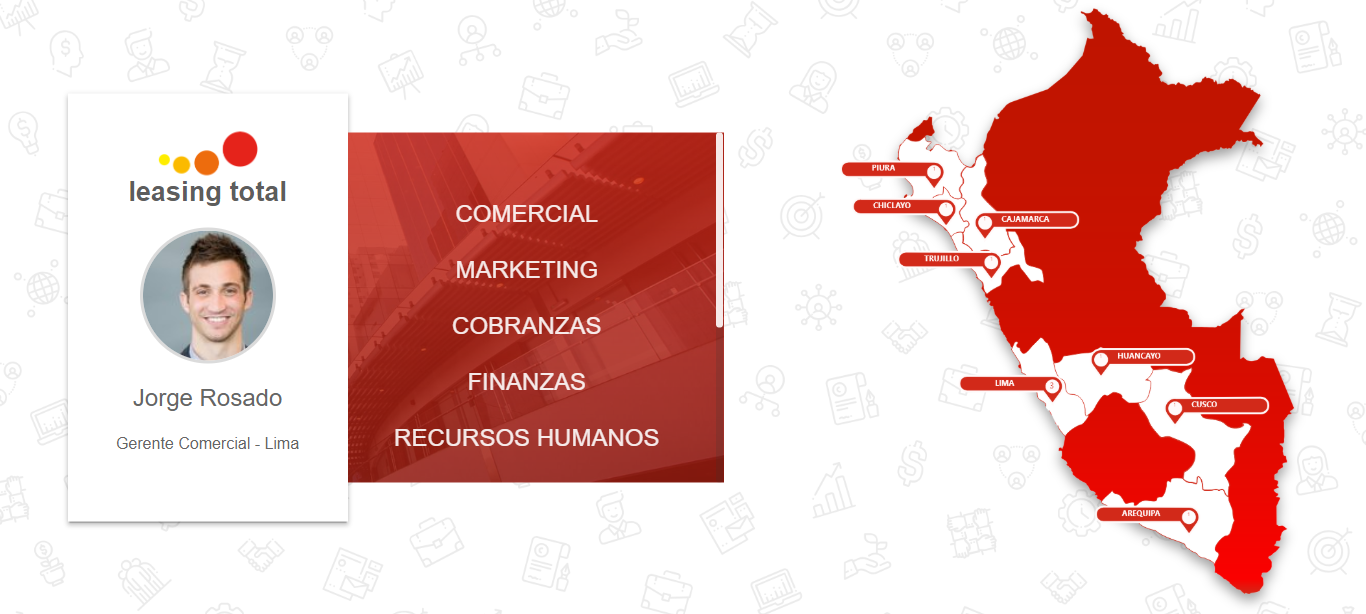 leasing total
Jorge Rosado
Gerente Comercial - Lima
COMERCIAL
MARKETING
COBRANZAS
FINANZAS
RECURSOS HUMANOS
PIURA
CHICLAYO
CAJAMARCA
TRUJILLO
HUANCAYO
LIMA
3
CUSCO
AREQUIPA